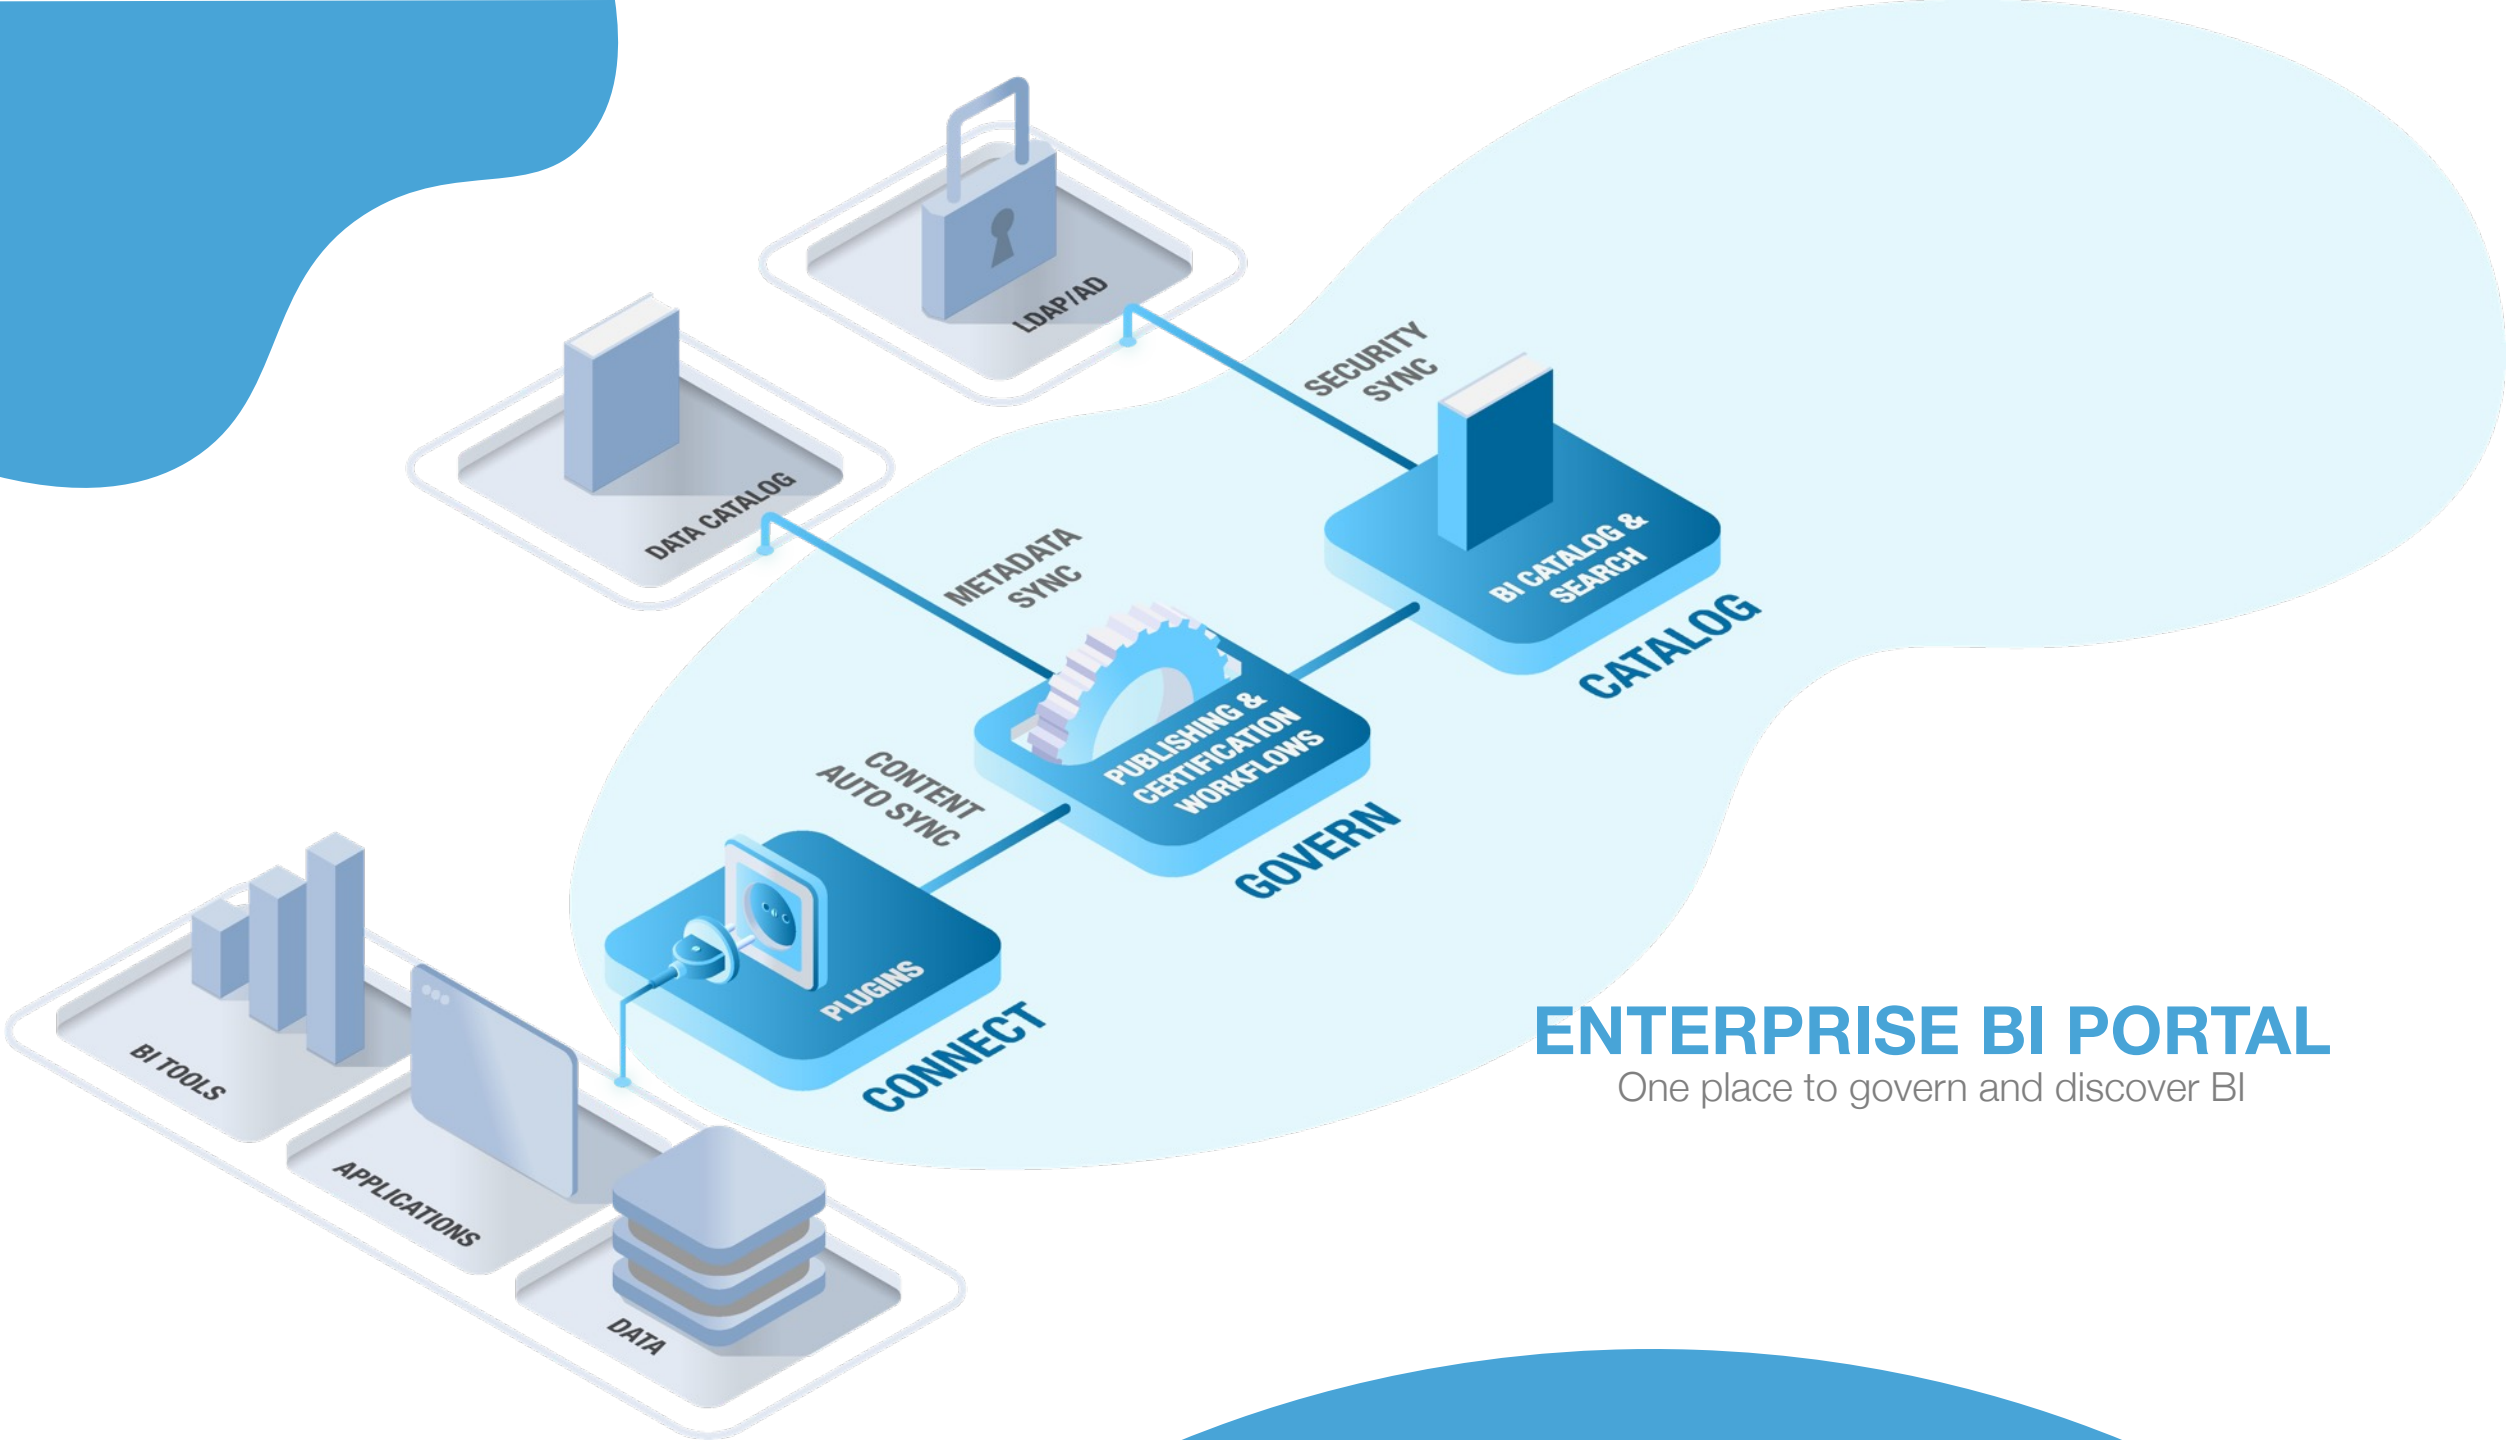 LDAP/AD
SECURITY
SYNC
DATA CATALOG
METADATA
SYNC
BI CATALOG &
SEARCH
CATALOG
PUBLISHING &
CERTIFICATION
WORKFLOWS
GOVERN
CONTENT
AUTO SYNC
PLUGINS
CONNECT
BI TOOLS
APPLICATIONS
DATA
ENTERPRISE BI PORTAL
One place to govern and discover BI